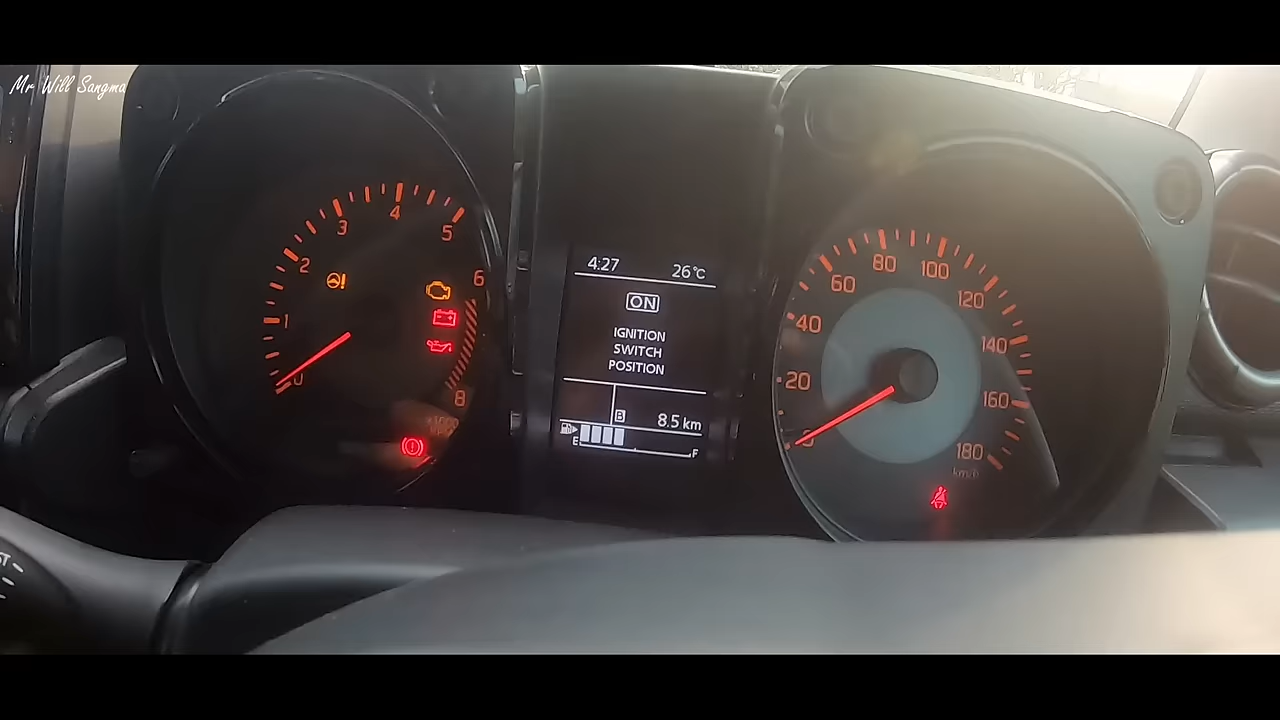 Mr Will Sangma
0 1 2 3 4 5 6 8
4:27 26°C
ON
IGNITION
SWITCH
POSITION
B 8.5 km
E F
20 40 60 80 100 120 140 160 180
km/h